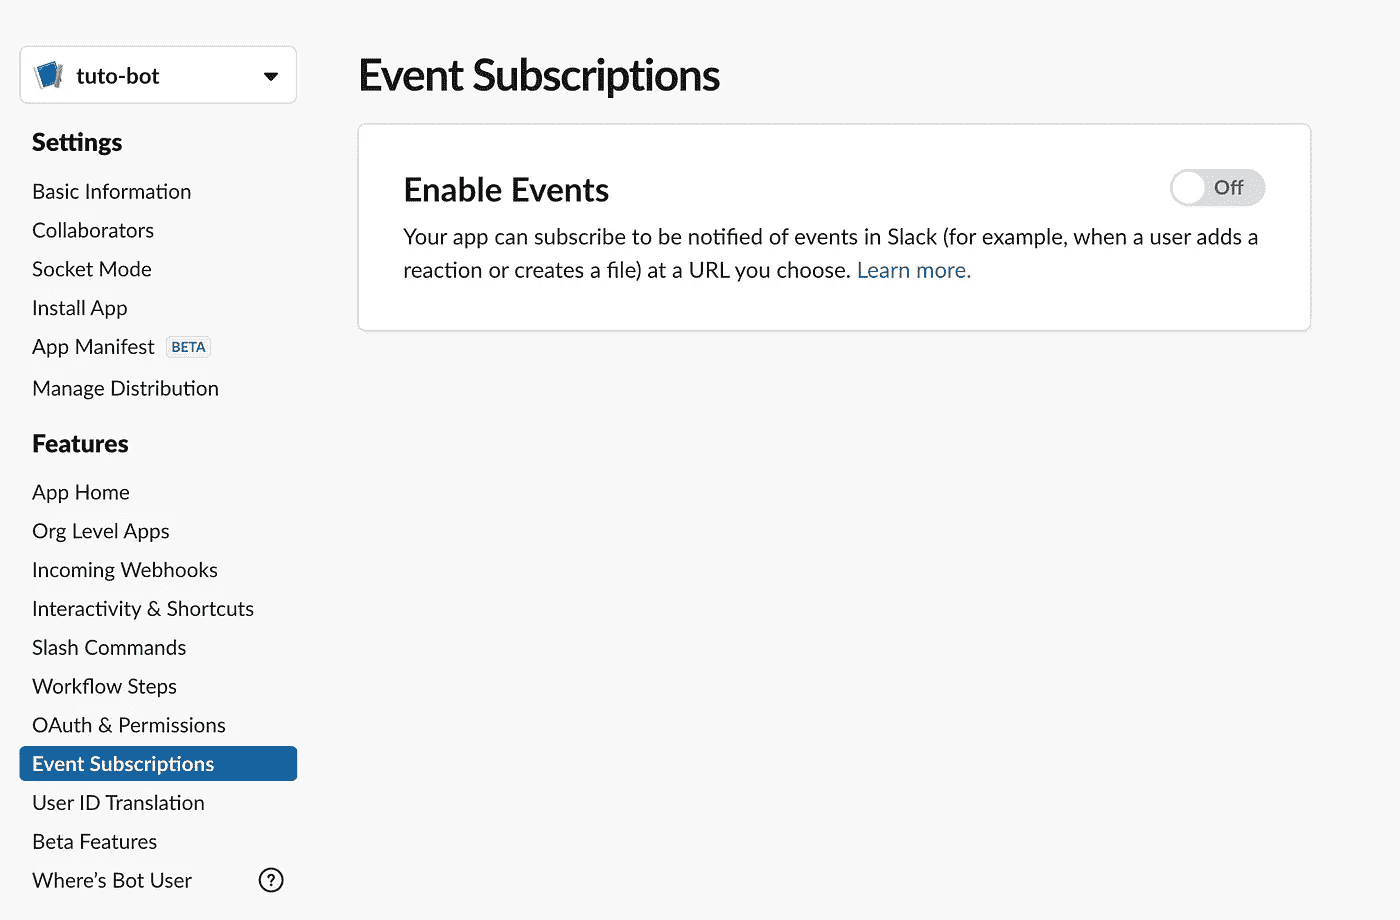 tuto-bot
Settings
Basic Information
Collaborators
Socket Mode
Install App
App Manifest BETA
Manage Distribution
Features
App Home
Org Level Apps
Incoming Webhooks
Interactivity & Shortcuts
Slash Commands
Workflow Steps
OAuth & Permissions
Event Subscriptions
User ID Translation
Beta Features
Where’s Bot User ?
Event Subscriptions
Enable Events
Off
Your app can subscribe to be notified of events in Slack (for example, when a user adds a
reaction or creates a file) at a URL you choose. Learn more.